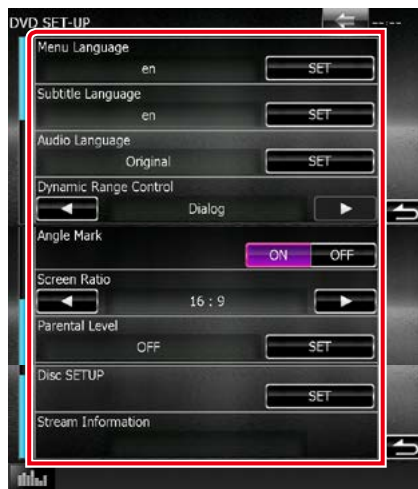 DVD SET-UP --:--
Menu Language
en SET
Subtitle Language
en SET
Audio Language
Original SET
Dynamic Range Control
Dialog
Angle Mark
ON OFF
Screen Ratio
16 : 9
Parental Level
OFF SET
Disc SETUP
SET
Stream Information